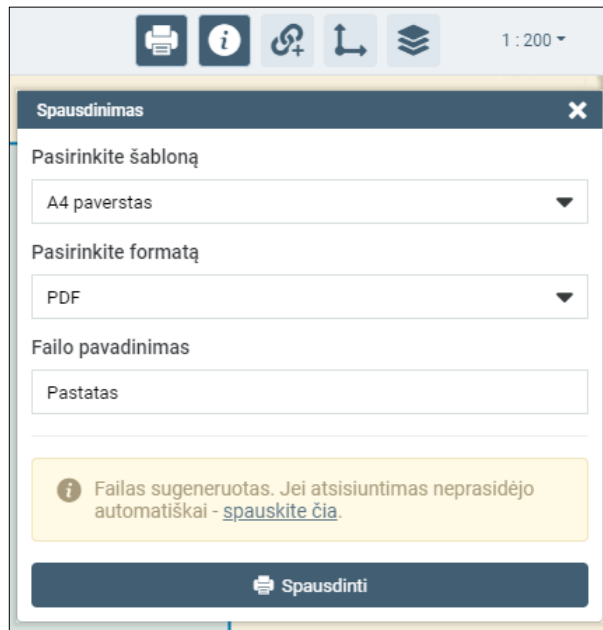 1 : 200
Spausdinimas
Pasirinkite šabloną
A4 paverstas
Pasirinkite formatą
PDF
Failo pavadinimas
Pastatas
Failas sugeneruotas. Jei atsisiuntimas neprasidėjo
automatiškai - spauskite čia.
Spausdinti